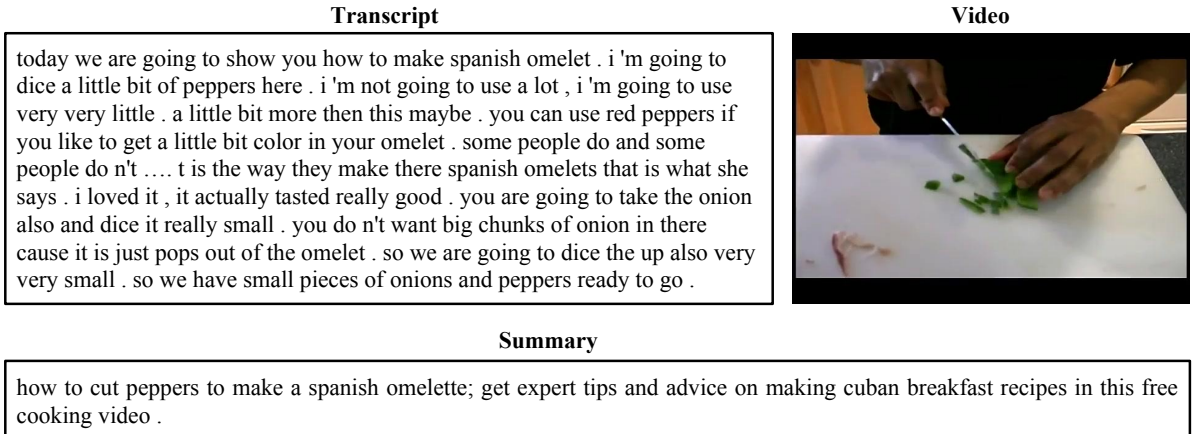 Transcript
Video
today we are going to show you how to make spanish omelet . i 'm going to
dice a little bit of peppers here . i 'm not going to use a lot , i 'm going to use
very very little . a little bit more then this maybe . you can use red peppers if
you like to get a little bit color in your omelet . some people do and some
people do n't …. t is the way they make there spanish omelets that is what she
says . i loved it , it actually tasted really good . you are going to take the onion
also and dice it really small . you do n't want big chunks of onion in there
cause it is just pops out of the omelet . so we are going to dice the up also very
very small . so we have small pieces of onions and peppers ready to go .
Summary
how to cut peppers to make a spanish omelette; get expert tips and advice on making cuban breakfast recipes in this free
cooking video .